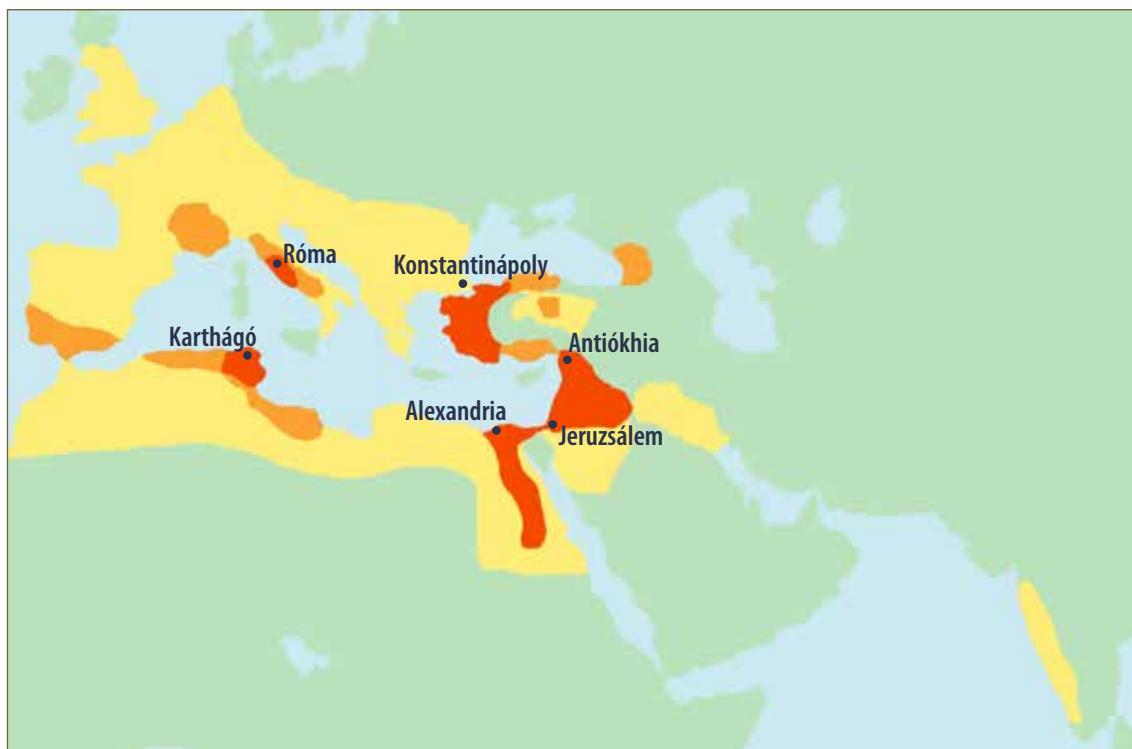 Róma
Konstantinápoly
Karthágó
Antiókhia
Alexandria
Jeruzsálem